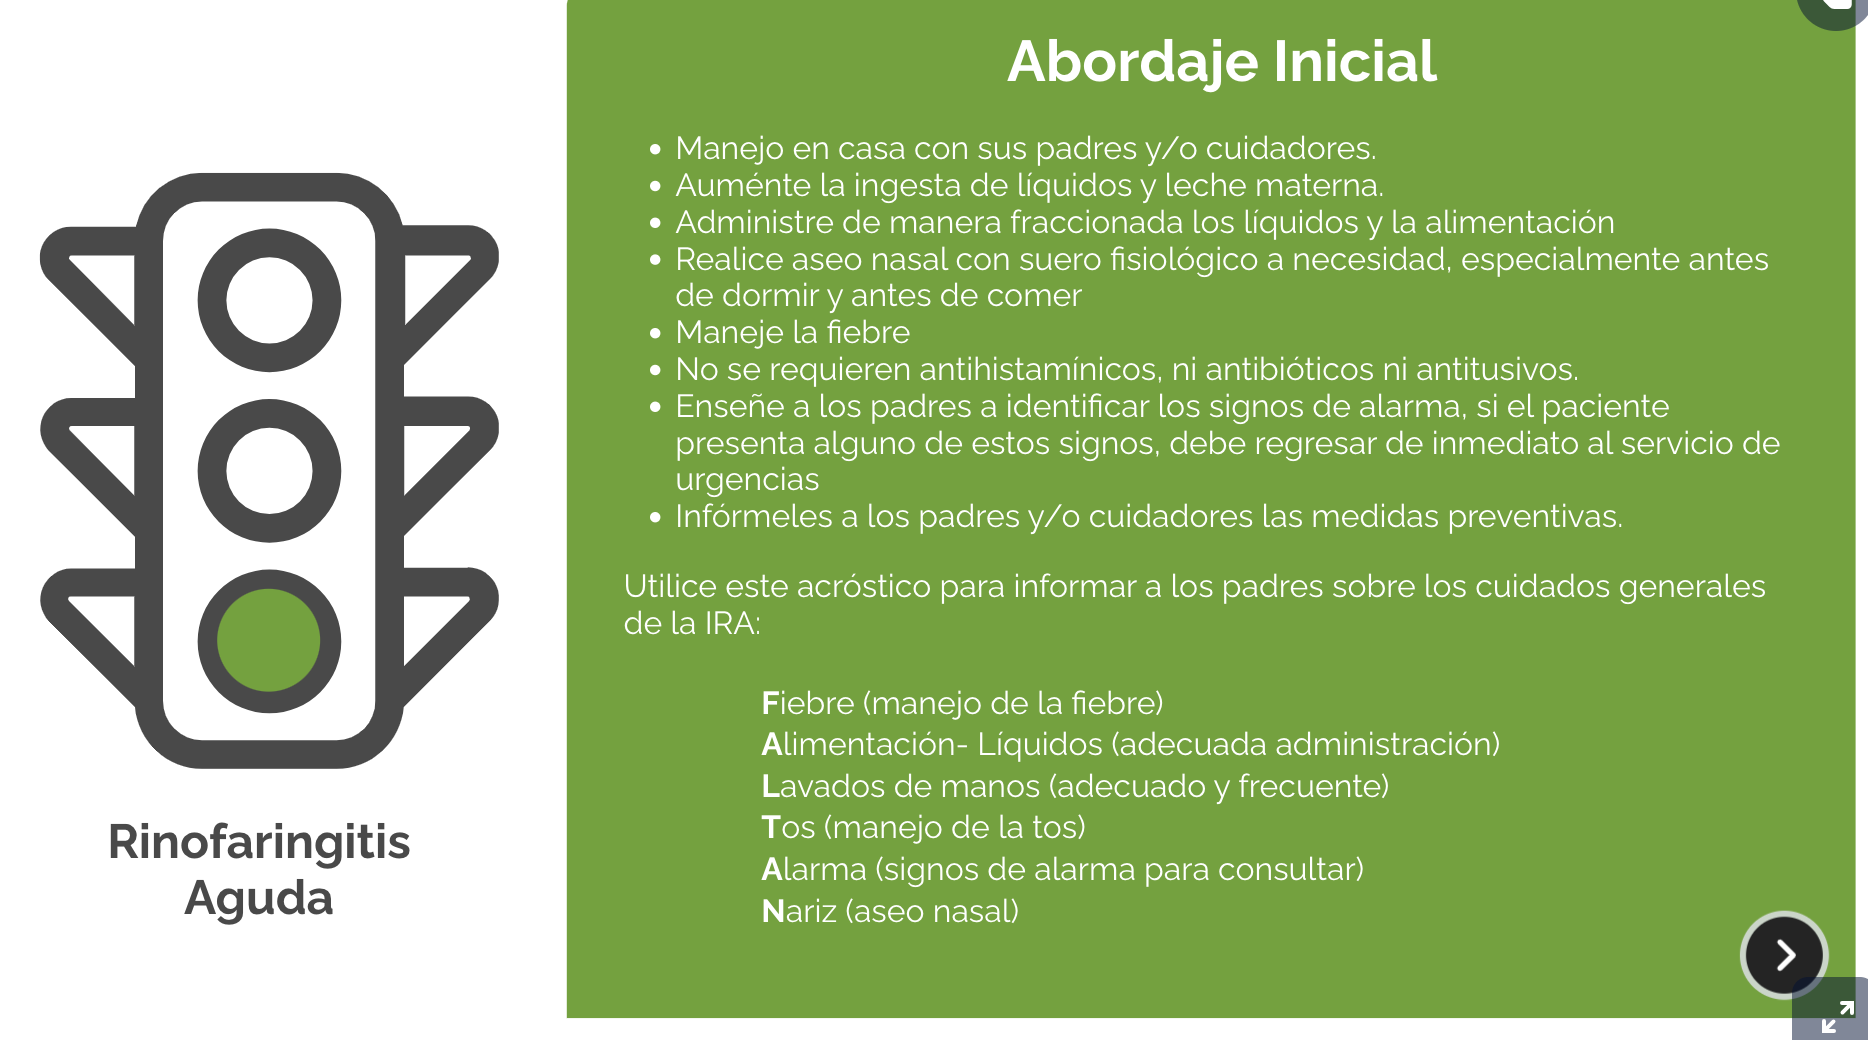 Abordaje Inicial
• Manejo en casa con sus padres y/o cuidadores.
• Auménte la ingesta de líquidos y leche materna.
• Administre de manera fraccionada los líquidos y la alimentación
• Realice aseo nasal con suero fisiológico a necesidad, especialmente antes
de dormir y antes de comer
• Maneje la fiebre
• No se requieren antihistamínicos, ni antibióticos ni antitusivos.
• Enseñe a los padres a identificar los signos de alarma, si el paciente
presenta alguno de estos signos, debe regresar de inmediato al servicio de
urgencias
• Infórmeles a los padres y/o cuidadores las medidas preventivas.
Utilice este acróstico para informar a los padres sobre los cuidados generales
de la IRA:
Fiebre (manejo de la fiebre)
Alimentación- Líquidos (adecuada administración)
Lavados de manos (adecuado y frecuente)
Tos (manejo de la tos)
Alarma (signos de alarma para consultar)
Nariz (aseo nasal)
Rinofaringitis
Aguda